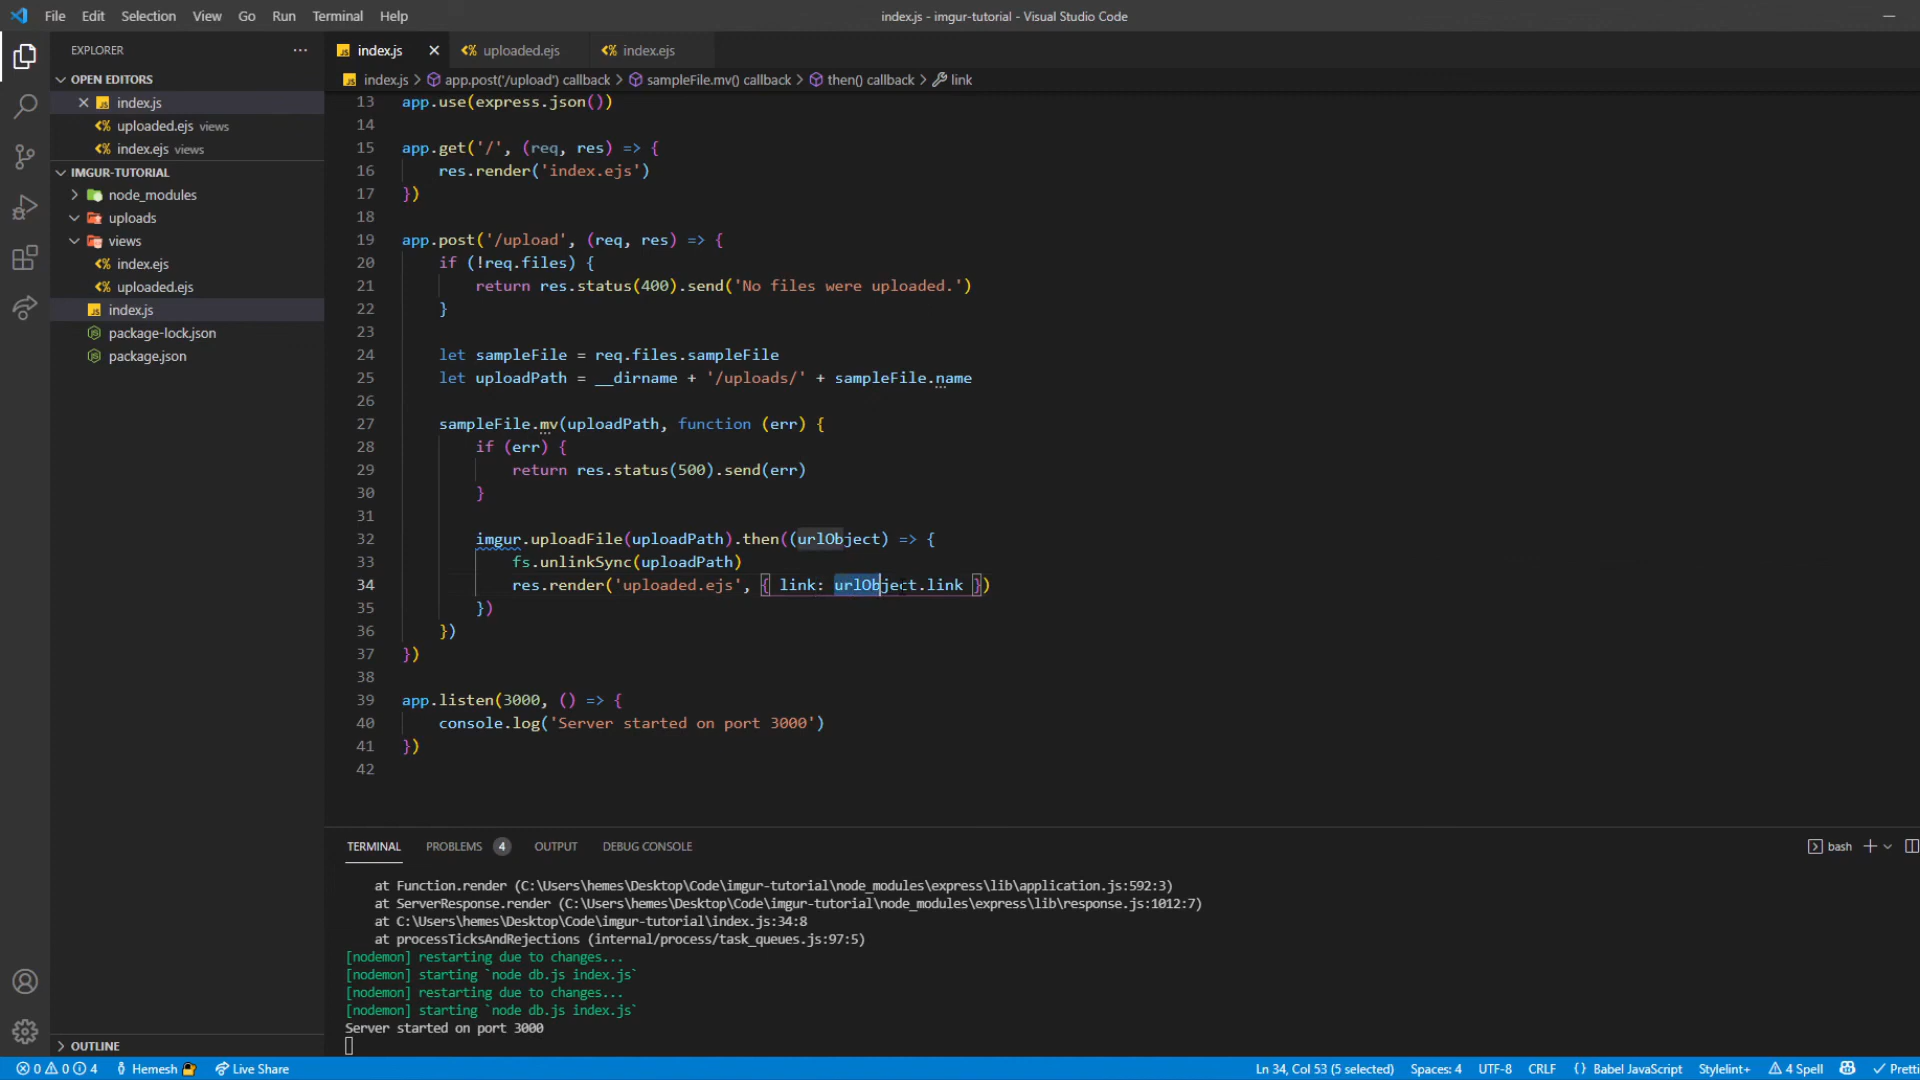 File Edit Selection View Go Run Terminal Help
index.js - imgur-tutorial - Visual Studio Code
EXPLORER
OPEN EDITORS
index.js
uploaded.ejs views
index.ejs views
IMGUR-TUTORIAL
node_modules
uploads
views
index.ejs
uploaded.ejs
index.js
package-lock.json
package.json
OUTLINE
index.js uploaded.ejs index.ejs
index.js > app.post('/upload') callback > sampleFile.mv() callback > then() callback > link
13 app.use(express.json())
14
15 app.get('/', (req, res) => {
16 res.render('index.ejs')
17 })
18
19 app.post('/upload', (req, res) => {
20 if (!req.files) {
21 return res.status(400).send('No files were uploaded.')
22 }
23
24 let sampleFile = req.files.sampleFile
25 let uploadPath = __dirname + '/uploads/' + sampleFile.name
26
27 sampleFile.mv(uploadPath, function (err) {
28 if (err) {
29 return res.status(500).send(err)
30 }
31
32 imgur.uploadFile(uploadPath).then((urlObject) => {
33 fs.unlinkSync(uploadPath)
34 res.render('uploaded.ejs', { link: urlObject.link })
35 })
36 })
37 })
38
39 app.listen(3000, () => {
40 console.log('Server started on port 3000')
41 })
42
TERMINAL PROBLEMS 4 OUTPUT DEBUG CONSOLE
bash
at Function.render (C:\Users\hemes\Desktop\Code\imgur-tutorial\node_modules\express\lib\application.js:592:3)
at ServerResponse.render (C:\Users\hemes\Desktop\Code\imgur-tutorial\node_modules\express\lib\response.js:1012:7)
at C:\Users\hemes\Desktop\Code\imgur-tutorial\index.js:34:8
at processTicksAndRejections (internal/process/task_queues.js:97:5)
[nodemon] restarting due to changes...
[nodemon] starting `node db.js index.js`
[nodemon] restarting due to changes...
[nodemon] starting `node db.js index.js`
Server started on port 3000
0 0 4 Hemesh Live Share
Ln 34, Col 53 (5 selected) Spaces: 4 UTF-8 CRLF Babel JavaScript Stylelint+ 4 Spell Pretti